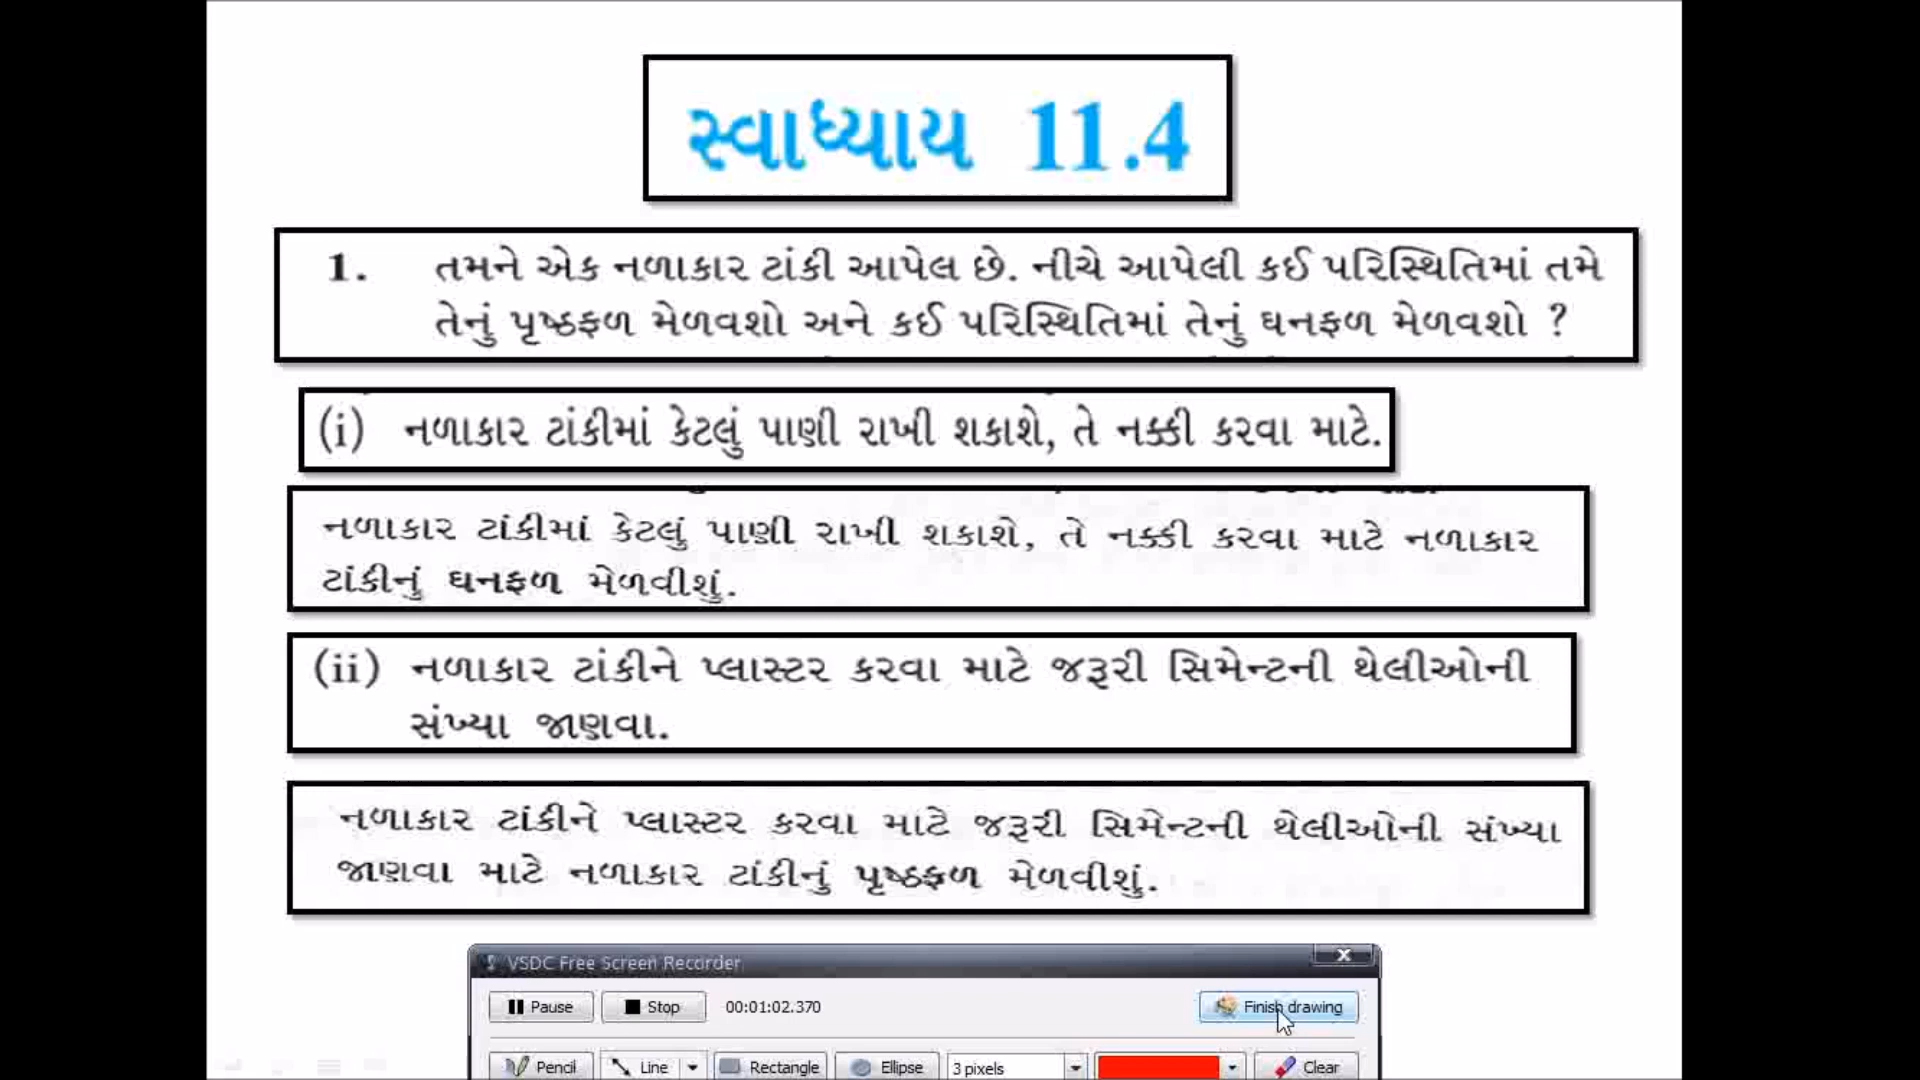 સ્વાધ્યાય 11.4
1. તમને એક નળાકાર ટાંકી આપેલ છે. નીચે આપેલી કઈ પરિસ્થિતિમાં તમે
તેનું પૃષ્ઠફળ મેળવશો અને કઈ પરિસ્થિતિમાં તેનું ઘનફળ મેળવશો ?
(i) નળાકાર ટાંકીમાં કેટલું પાણી રાખી શકાશે, તે નક્કી કરવા માટે.
નળાકાર ટાંકીમાં કેટલું પાણી રાખી શકાશે, તે નક્કી કરવા માટે નળાકાર
ટાંકીનું ઘનફળ મેળવીશું.
(ii) નળાકાર ટાંકીને પ્લાસ્ટર કરવા માટે જરૂરી સિમેન્ટની થેલીઓની
સંખ્યા જાણવા.
નળાકાર ટાંકીને પ્લાસ્ટર કરવા માટે જરૂરી સિમેન્ટની થેલીઓની સંખ્યા
જાણવા માટે નળાકાર ટાંકીનું પૃષ્ઠફળ મેળવીશું.
VSDC Free Screen Recorder
Pause Stop 00:01:02.370 Finish drawing
Pencil Line Rectangle Ellipse 3 pixels Clear